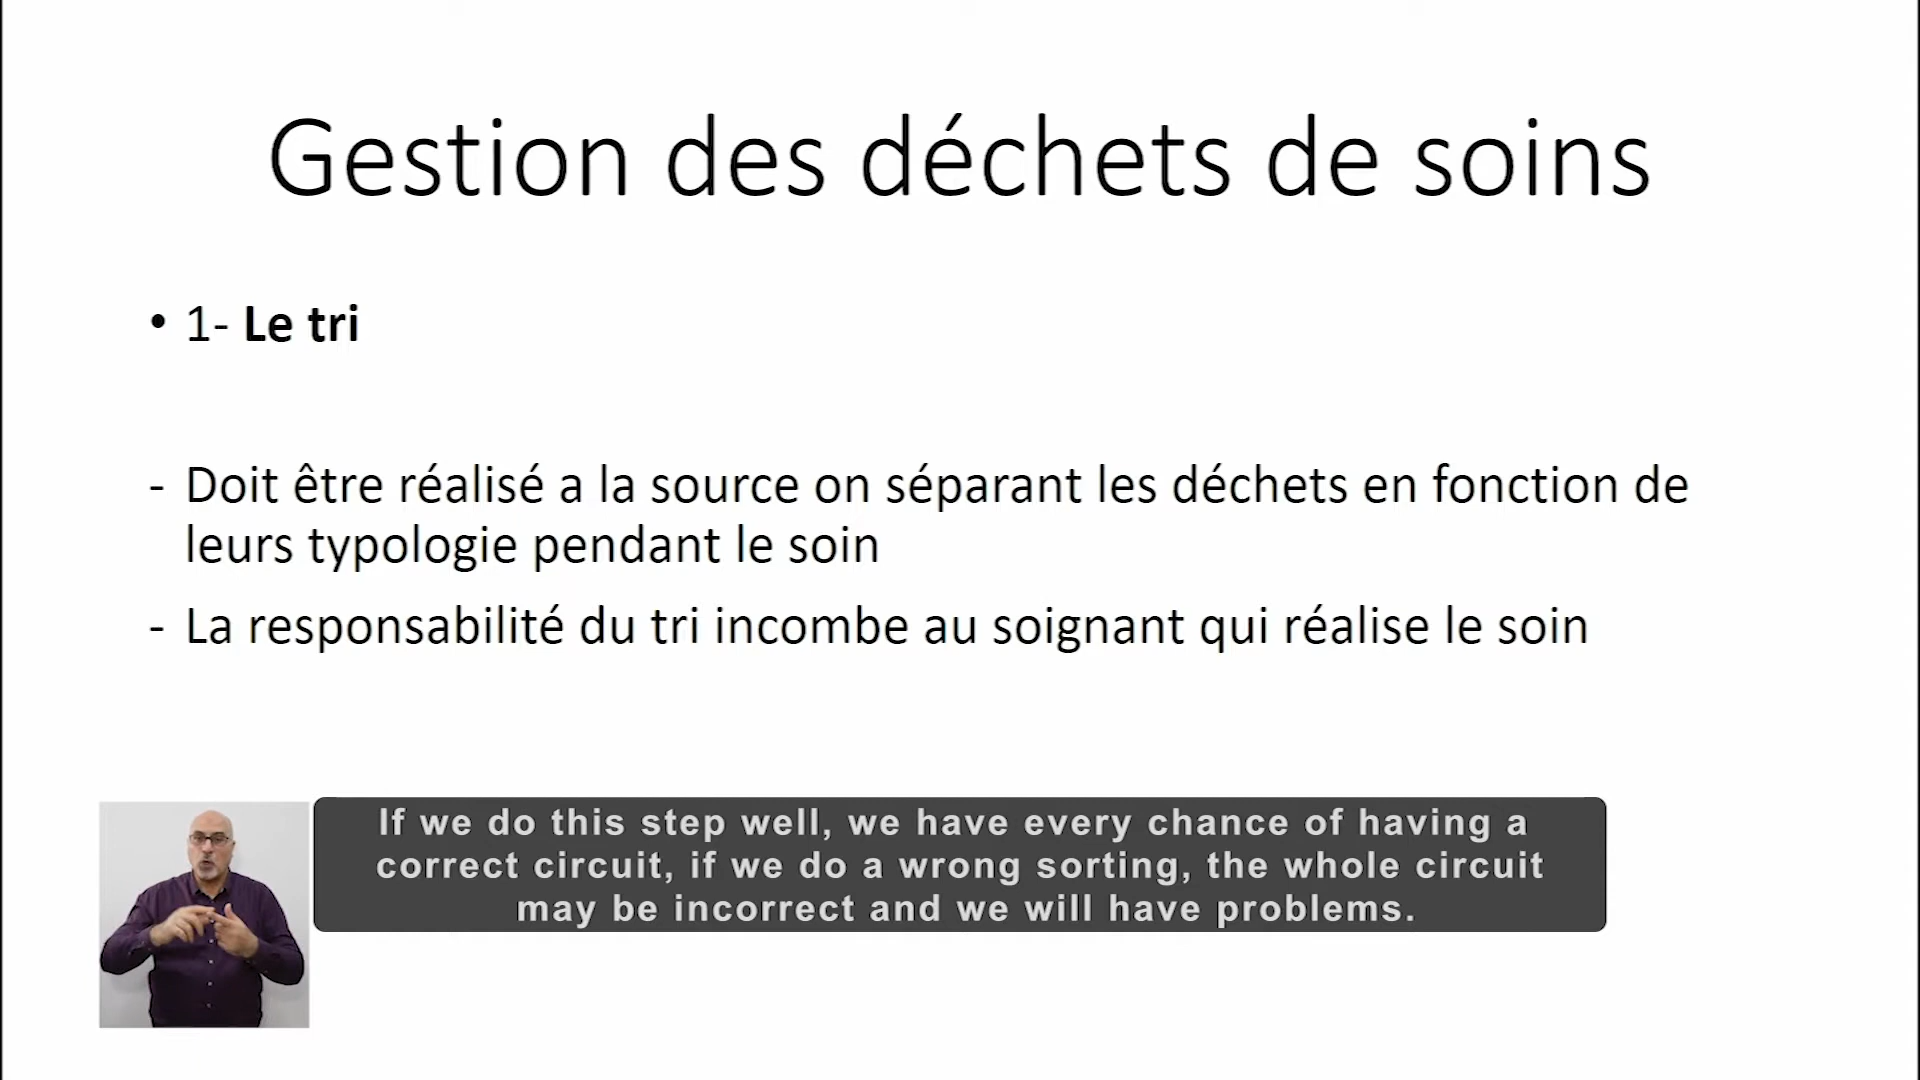 Gestion des déchets de soins
• 1- Le tri
- Doit être réalisé a la source on séparant les déchets en fonction de
leurs typologie pendant le soin
- La responsabilité du tri incombe au soignant qui réalise le soin
If we do this step well, we have every chance of having a
correct circuit, if we do a wrong sorting, the whole circuit
may be incorrect and we will have problems.